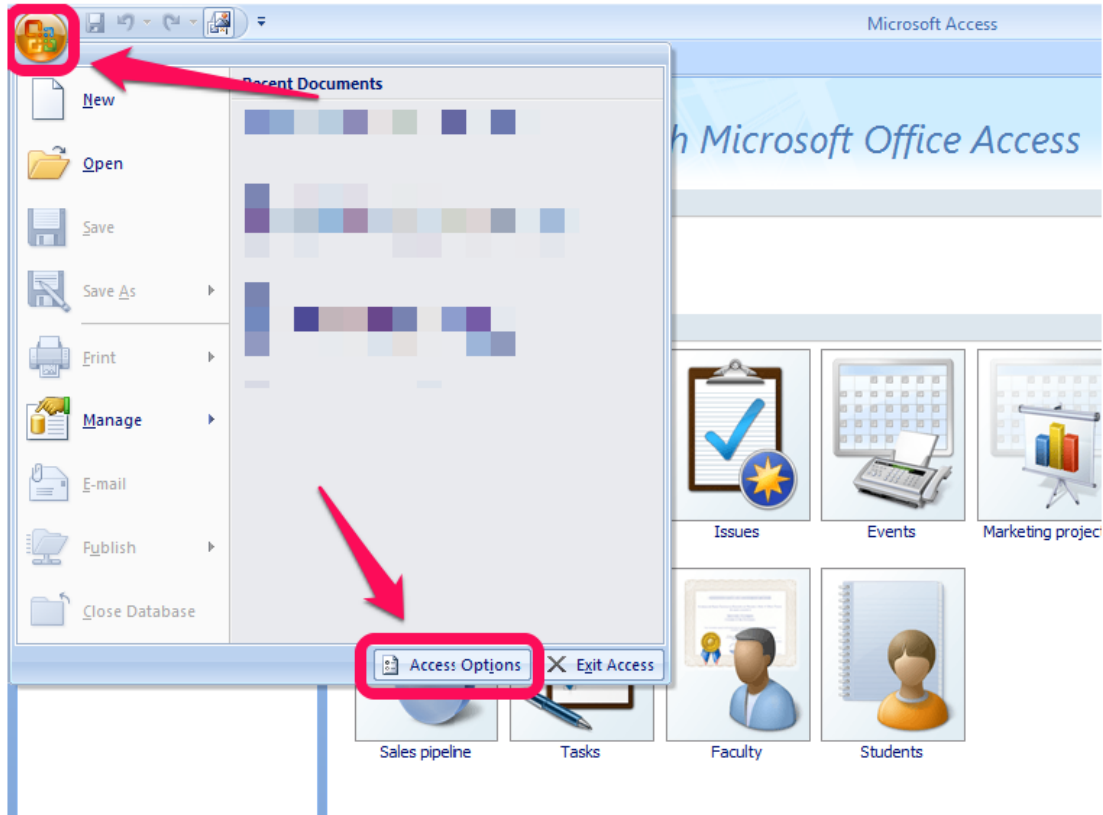 Microsoft Access
Recent Documents
New
Open
Save
Save As
Print
Manage
E-mail
Publish
Close Database
Access Options
Exit Access
h Microsoft Office Access
Issues
Events
Marketing project
Sales pipeline
Tasks
Faculty
Students